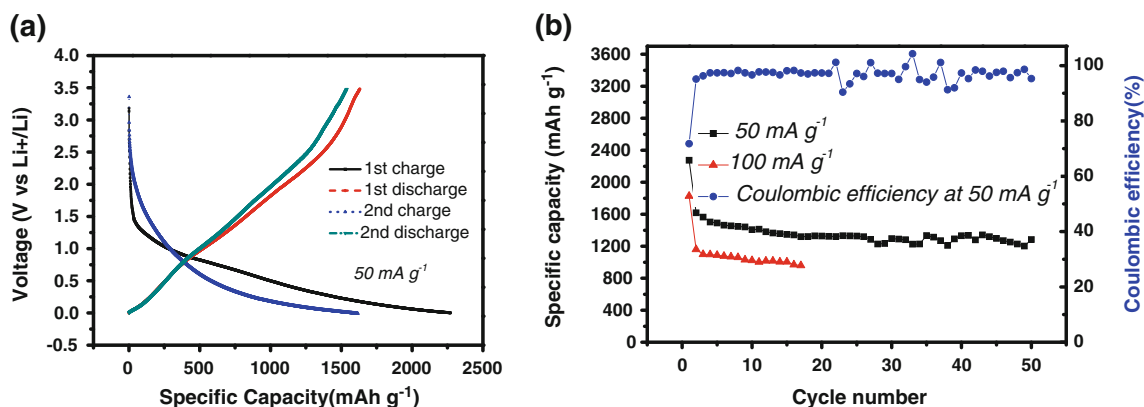 (a)
4.0
3.5
3.0
2.5
2.0
1.5
1.0
0.5
0.0
-0.5
Voltage (V vs Li+/Li)
1st charge
1st discharge
2nd charge
2nd discharge
50 mA g-1
0
500
1000
1500
2000
2500
Specific Capacity(mAh g-1)
(b)
3600
3200
2800
2400
2000
1600
1200
800
400
0
Specific capacity (mAh g-1)
50 mA g-1
100 mA g-1
Coulombic efficiency at 50 mA g-1
100
80
60
40
20
0
Coulombic efficiency(%)
0
10
20
30
40
50
Cycle number